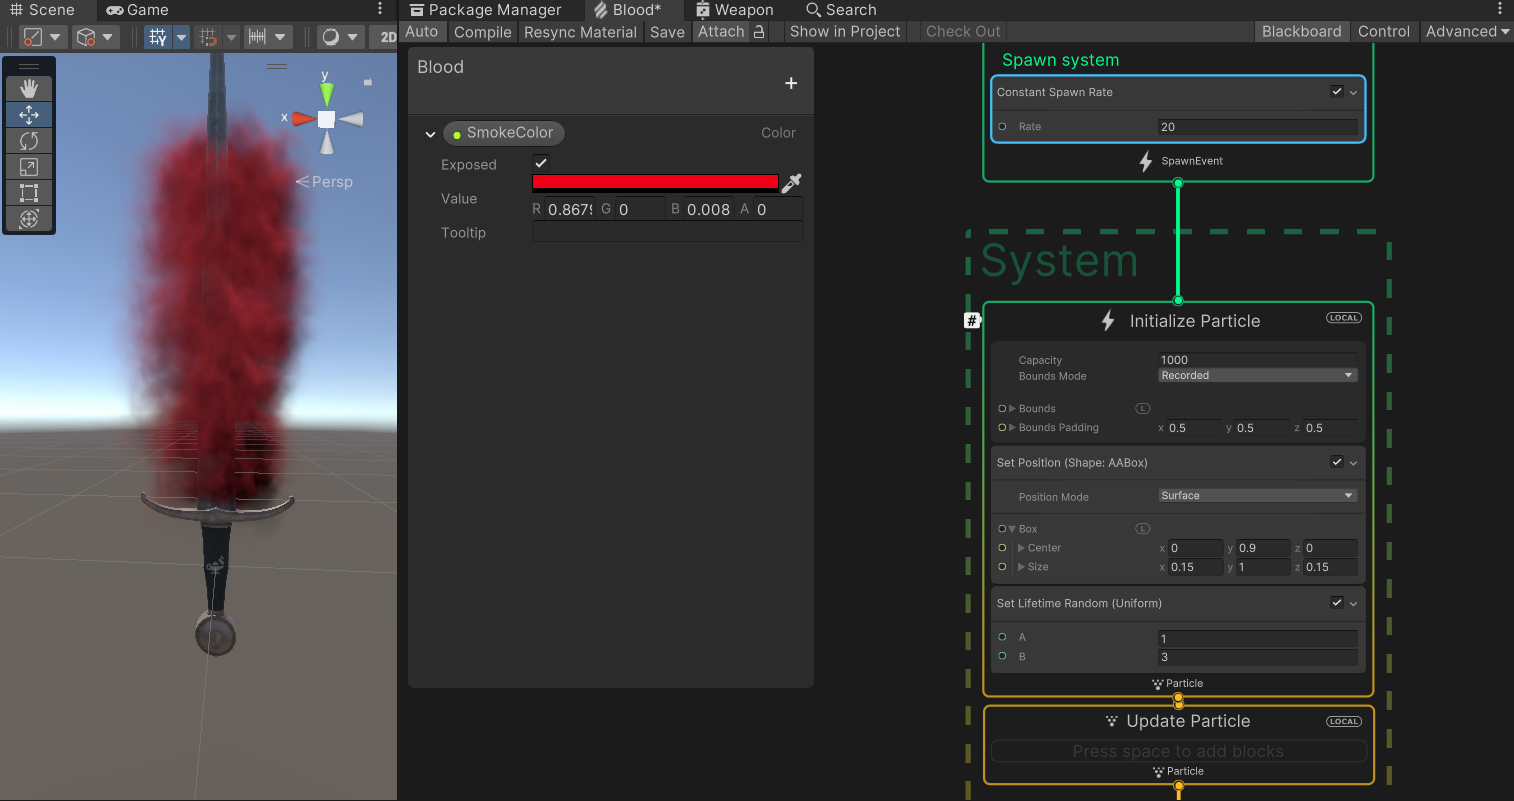 Scene
Game
Package Manager
Blood*
Weapon
Search
2D
Auto
Compile
Resync Material
Save
Attach
Show in Project
Check Out
Blackboard
Control
Advanced
y
x
Persp
Blood
+
SmokeColor
Color
Exposed
Value
R 0.8679 G 0 B 0.008 A 0
Tooltip
Spawn system
Constant Spawn Rate
Rate 20
SpawnEvent
System
#
Initialize Particle
LOCAL
Capacity 1000
Bounds Mode Recorded
Bounds L
Bounds Padding x 0.5 y 0.5 z 0.5
Set Position (Shape: AABox)
Position Mode Surface
Box L
Center x 0 y 0.9 z 0
Size x 0.15 y 1 z 0.15
Set Lifetime Random (Uniform)
A 1
B 3
Particle
Update Particle
LOCAL
Press space to add blocks
Particle